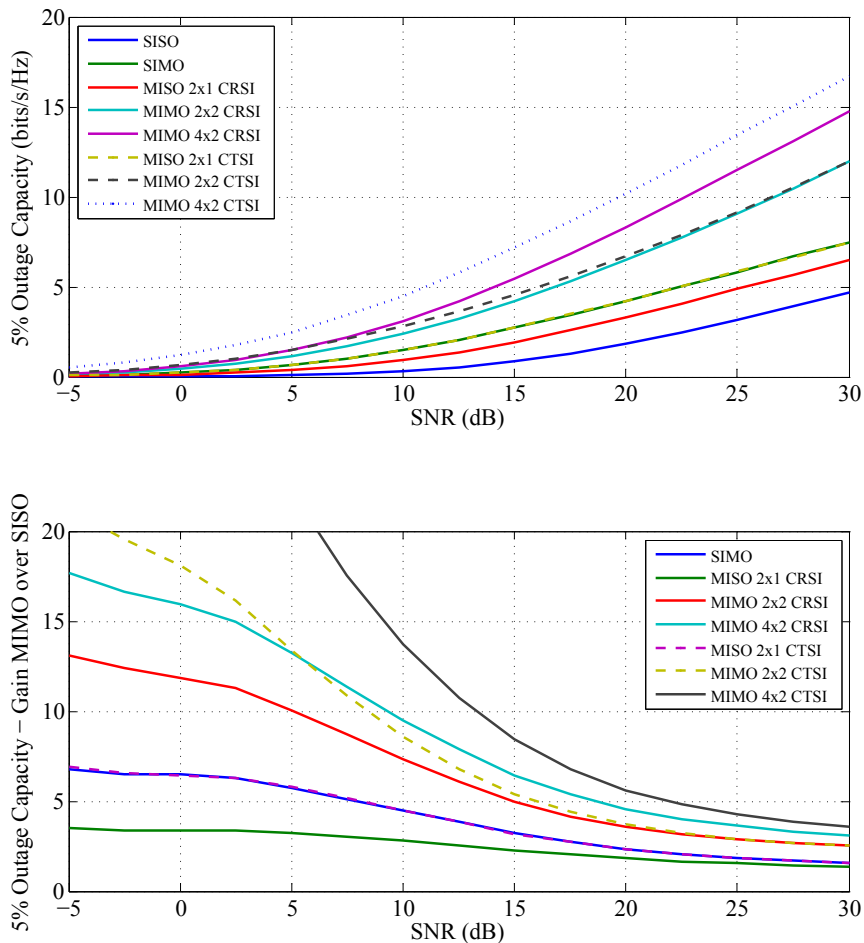 5% Outage Capacity (bits/s/Hz)
20
15
10
5
0
SISO
SIMO
MISO 2x1 CRSI
MIMO 2x2 CRSI
MIMO 4x2 CRSI
MISO 2x1 CTSI
MIMO 2x2 CTSI
MIMO 4x2 CTSI
−5 0 5 10 15 20 25 30
SNR (dB)
5% Outage Capacity − Gain MIMO over SISO
20
15
10
5
0
SIMO
MISO 2x1 CRSI
MIMO 2x2 CRSI
MIMO 4x2 CRSI
MISO 2x1 CTSI
MIMO 2x2 CTSI
MIMO 4x2 CTSI
−5 0 5 10 15 20 25 30
SNR (dB)